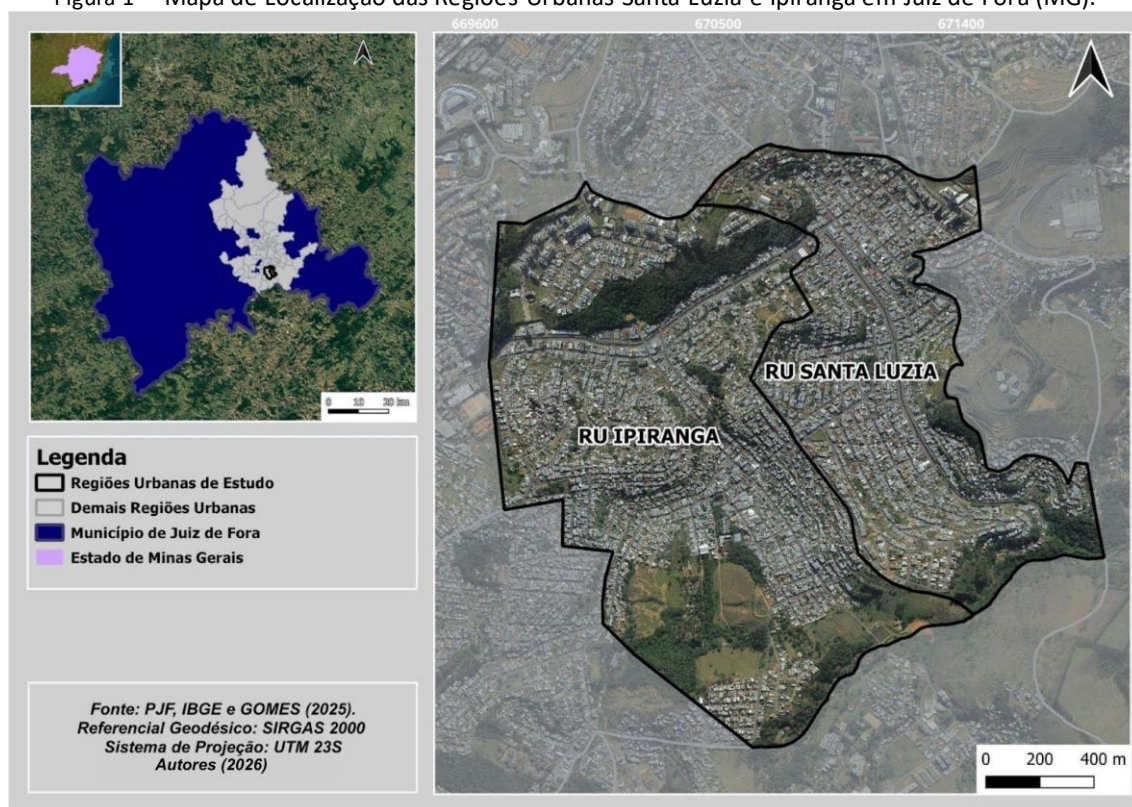 Figura 1 – Mapa de Localização das Regiões Urbanas Santa Luzia e Ipiranga em Juiz de Fora (MG).
669600 670500 671400
0 10 20 km
RU SANTA LUZIA
RU IPIRANGA
Legenda
Regiões Urbanas de Estudo
Demais Regiões Urbanas
Município de Juiz de Fora
Estado de Minas Gerais
Fonte: PJF, IBGE e GOMES (2025).
Referencial Geodésico: SIRGAS 2000
Sistema de Projeção: UTM 23S
Autores (2026)
0 200 400 m